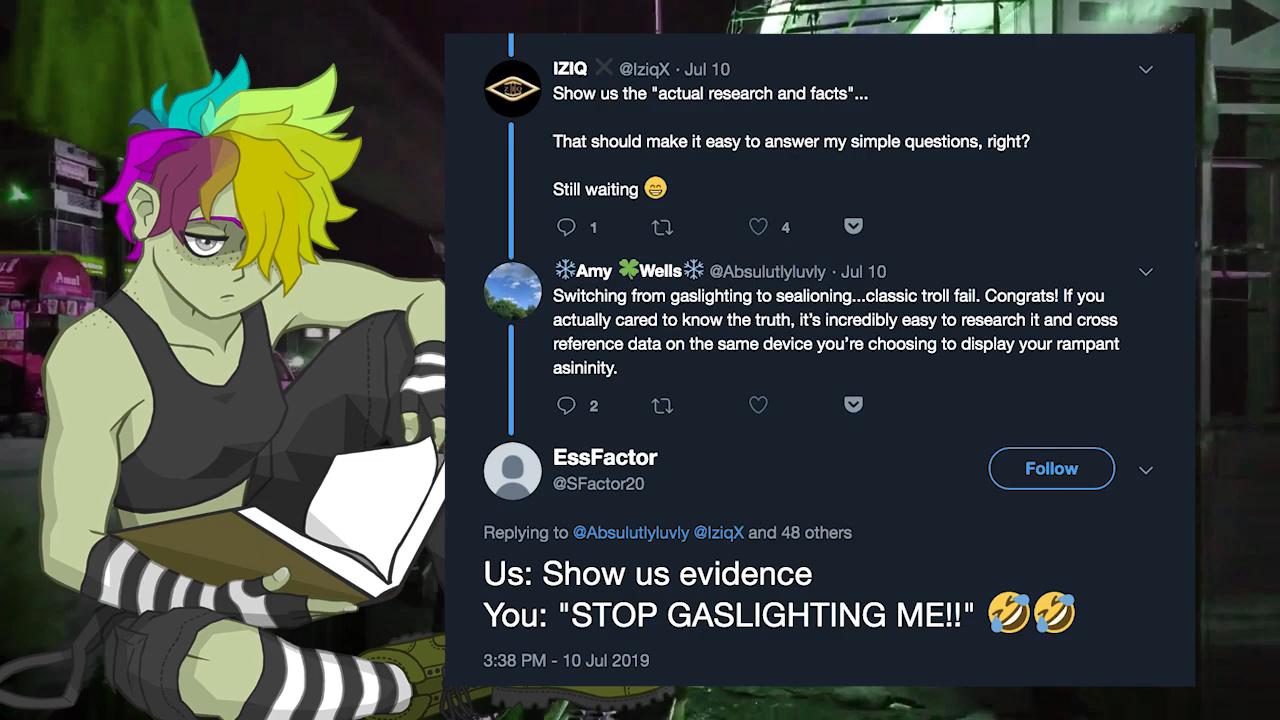 IZIQ ✖ @IziqX · Jul 10
Show us the "actual research and facts"...
That should make it easy to answer my simple questions, right?
Still waiting 😁
1 4
❄Amy 🍀Wells❄ @Absulutlyluvly · Jul 10
Switching from gaslighting to sealioning...classic troll fail. Congrats! If you
actually cared to know the truth, it’s incredibly easy to research it and cross
reference data on the same device you’re choosing to display your rampant
asininity.
2
EssFactor
@SFactor20
Follow
Replying to @Absulutlyluvly @IziqX and 48 others
Us: Show us evidence
You: "STOP GASLIGHTING ME!!" 🤣🤣
3:38 PM - 10 Jul 2019
Amul